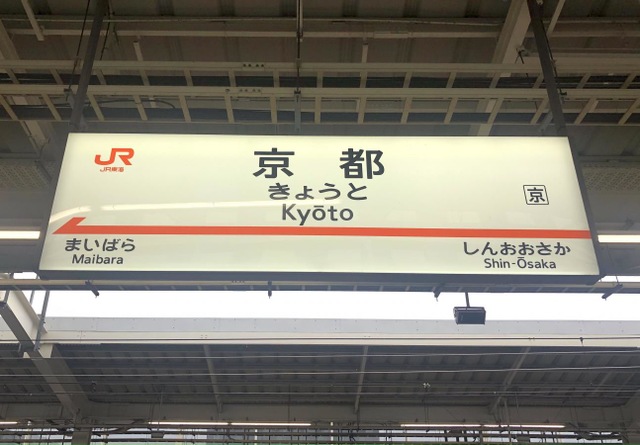 JR
JR東海
京都
きょうと
Kyōto
京
まいばら
Maibara
しんおおさか
Shin-Ōsaka